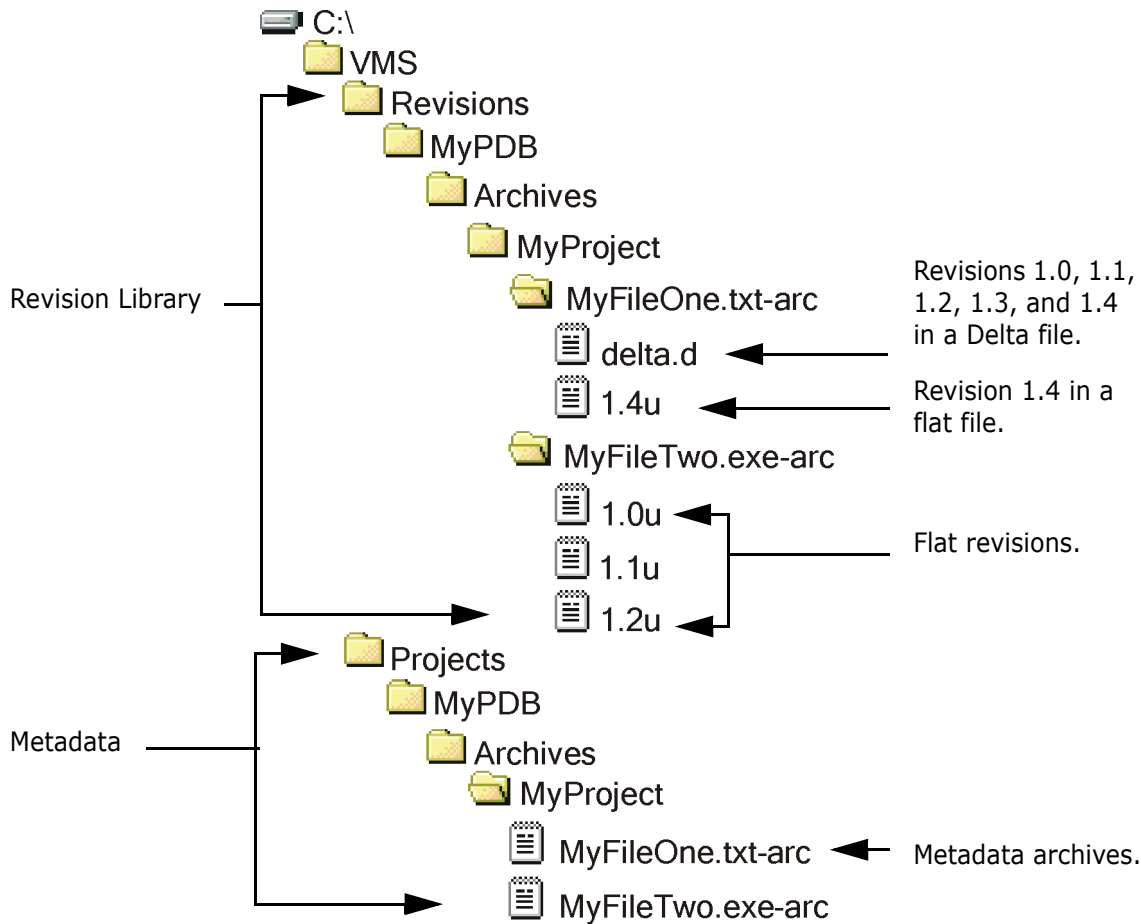 C:\
VMS
Revisions
MyPDB
Archives
MyProject
MyFileOne.txt-arc
delta.d
1.4u
MyFileTwo.exe-arc
1.0u
1.1u
1.2u
Projects
MyPDB
Archives
MyProject
MyFileOne.txt-arc
MyFileTwo.exe-arc
Revision Library
Metadata
Revisions 1.0, 1.1,
1.2, 1.3, and 1.4
in a Delta file.
Revision 1.4 in a
flat file.
Flat revisions.
Metadata archives.